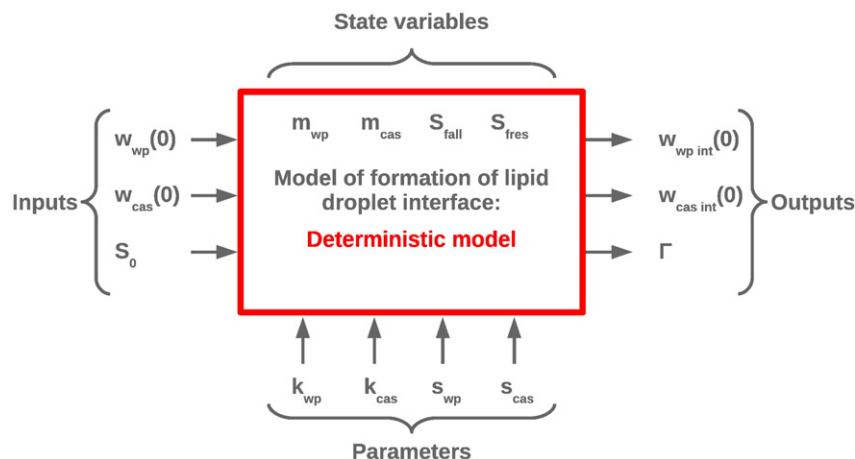 State variables
m_wp m_cas S_fall S_fres
Inputs
w_wp(0)
w_cas(0)
S_0
Model of formation of lipid
droplet interface:
Deterministic model
w_wp int(0)
w_cas int(0)
Γ
Outputs
k_wp k_cas s_wp s_cas
Parameters